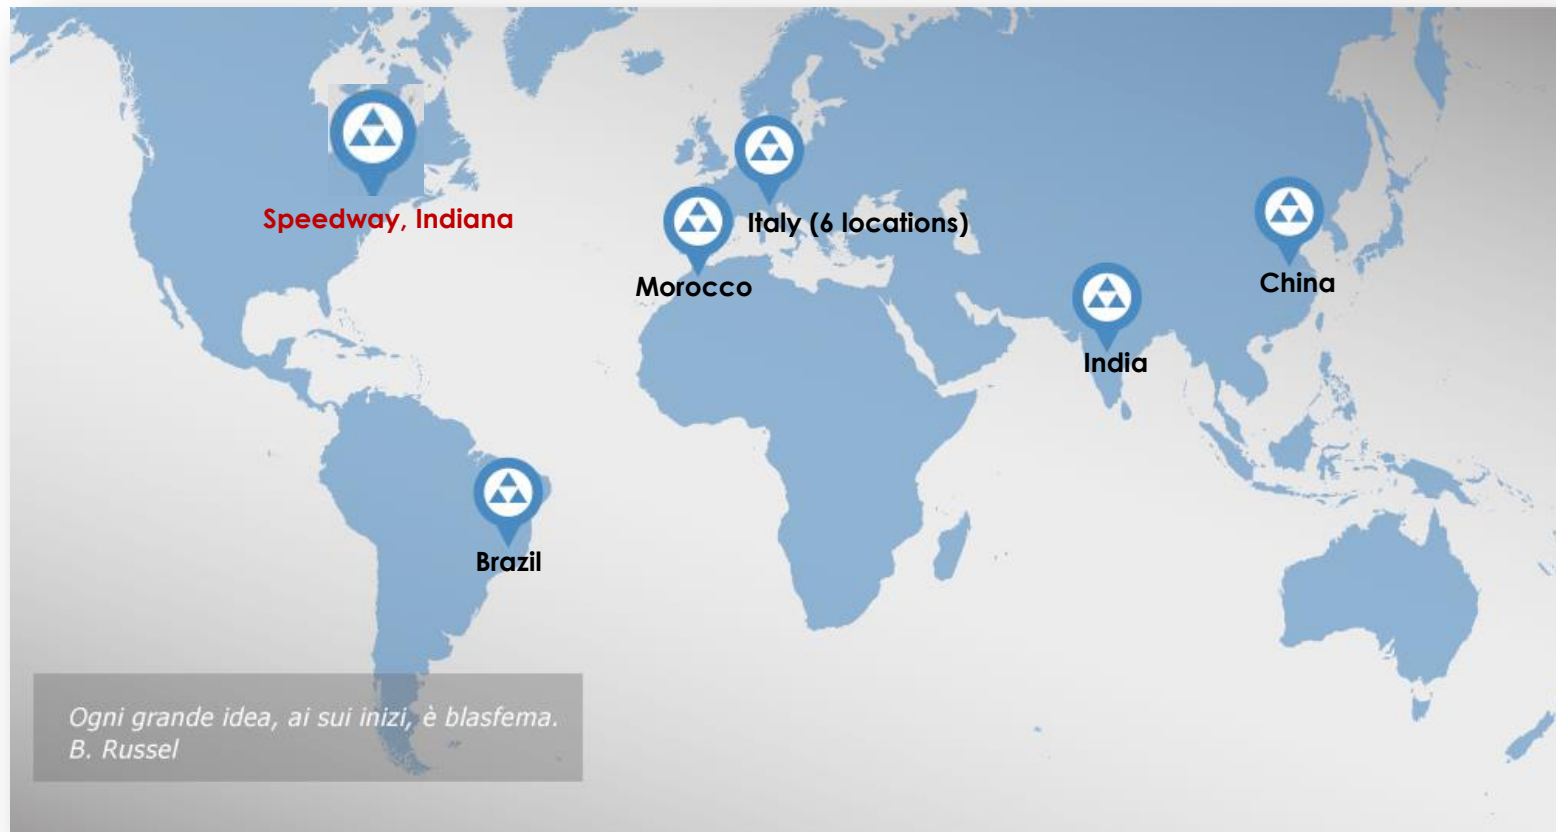 Speedway, Indiana
Italy (6 locations)
Morocco
China
India
Brazil
Ogni grande idea, ai sui inizi, è blasfema.
B. Russel